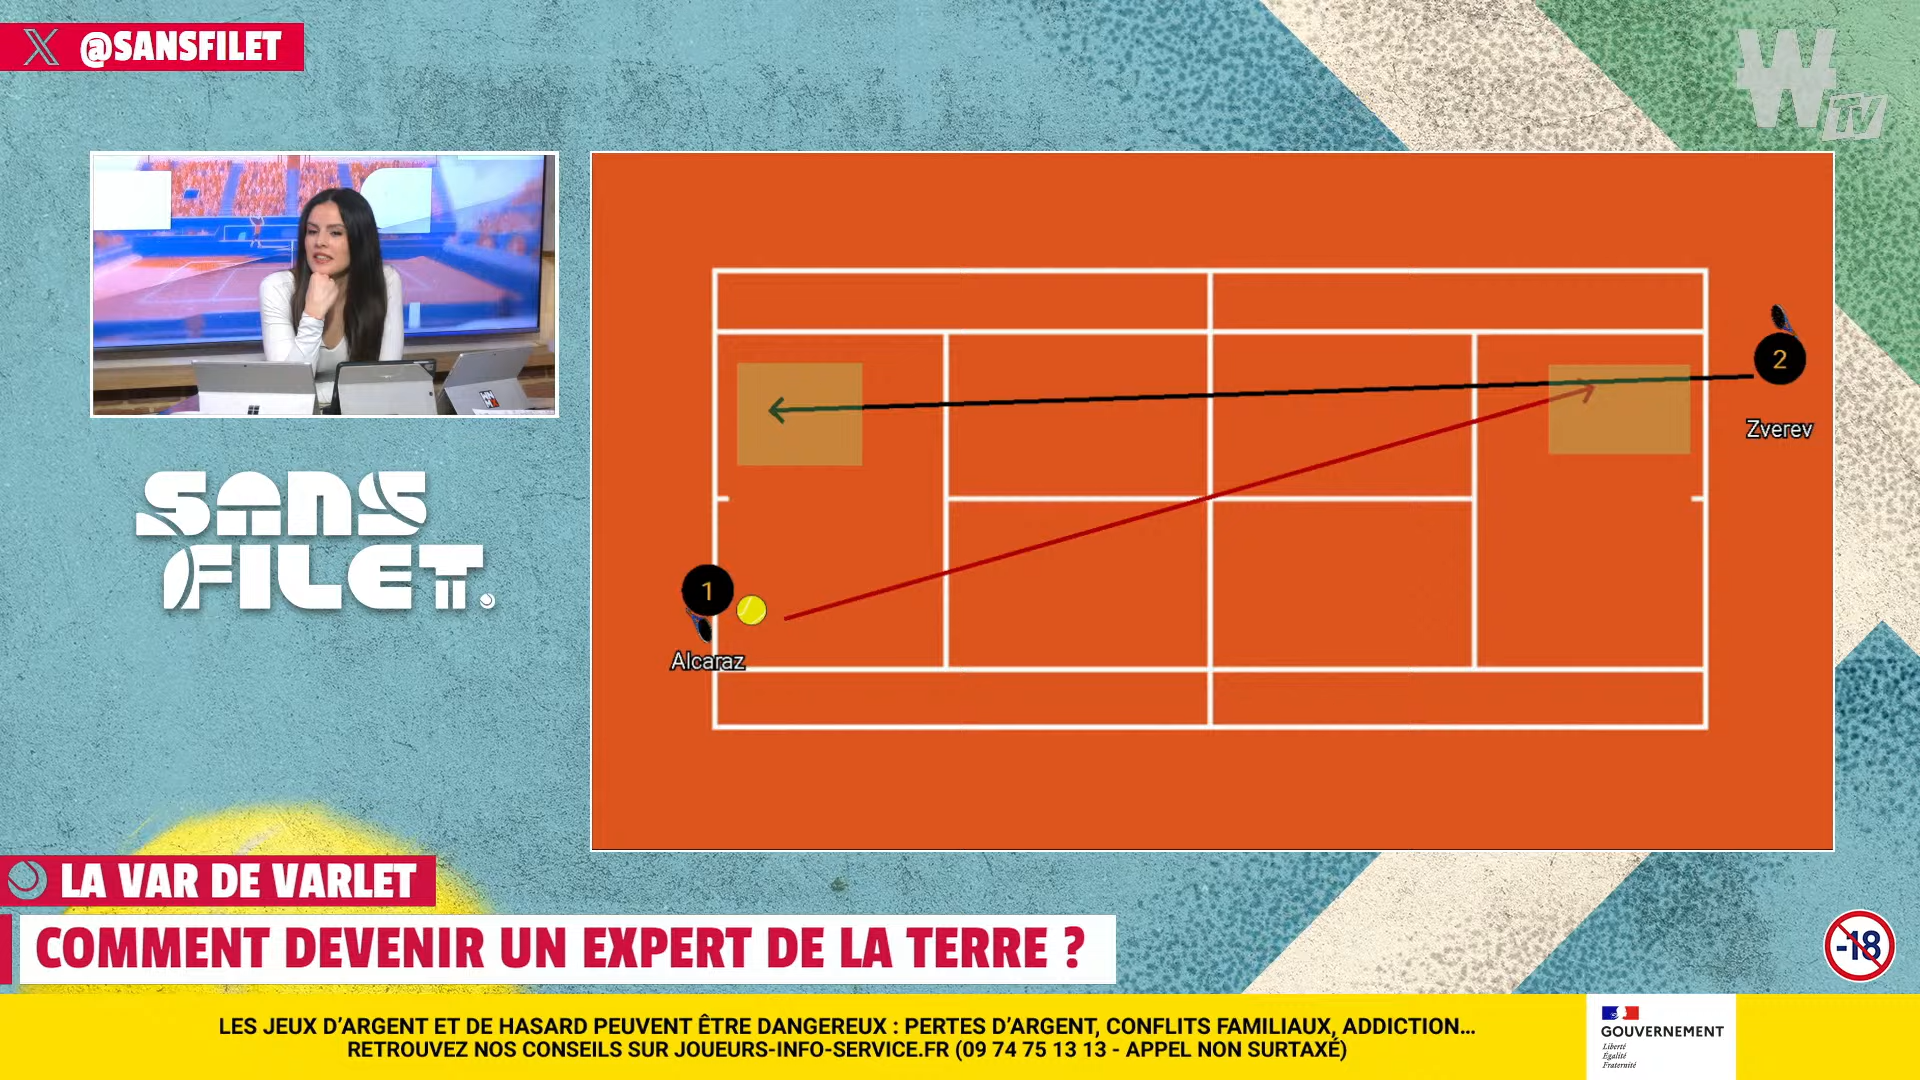 @SANSFILET
W TV
2
Zverev
SANS
FILET.
1
Alcaraz
LA VAR DE VARLET
COMMENT DEVENIR UN EXPERT DE LA TERRE ?
-18
LES JEUX D’ARGENT ET DE HASARD PEUVENT ÊTRE DANGEREUX : PERTES D’ARGENT, CONFLITS FAMILIAUX, ADDICTION...
RETROUVEZ NOS CONSEILS SUR JOUEURS-INFO-SERVICE.FR (09 74 75 13 13 - APPEL NON SURTAXÉ)
GOUVERNEMENT
Liberté
Égalité
Fraternité